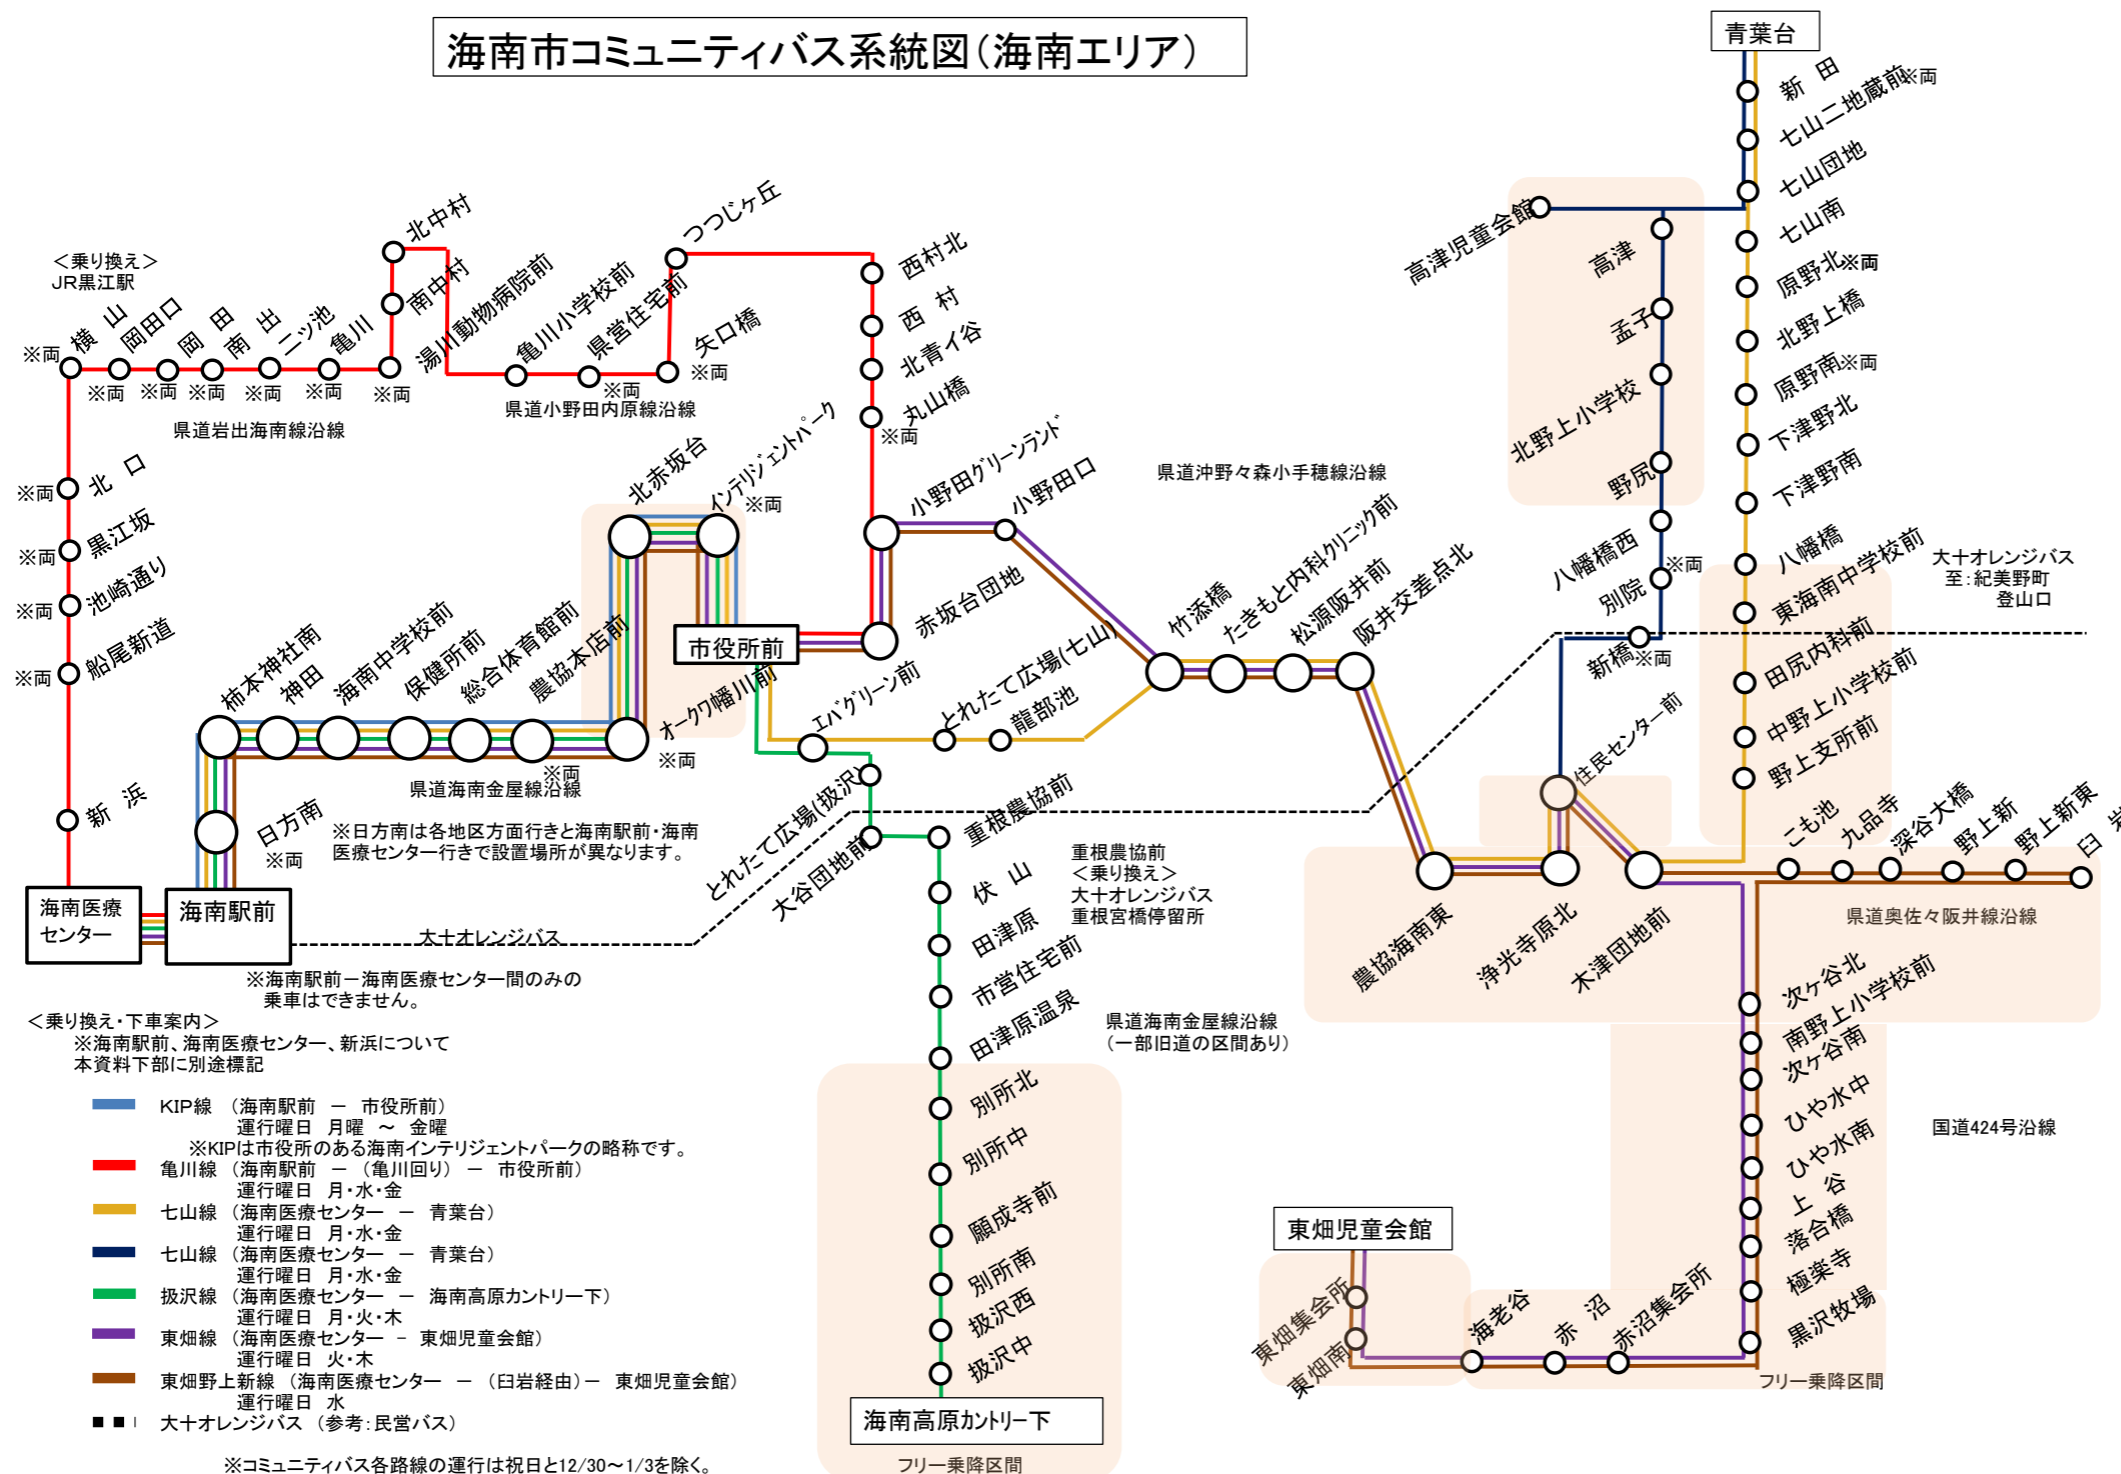 海南市コミュニティバス系統図(海南エリア)
青葉台
新　田
七山二地蔵前
※両
七山団地
七山南
原野北
※両
北野上橋
原野南
※両
下津野北
下津野南
八幡橋
東海南中学校前
田尻内科前
中野上小学校前
野上支所前
高津児童会館
高津
孟子
北野上小学校
野尻
八幡橋西
別院
※両
新橋
※両
住民センター前
大十オレンジバス
至:紀美野町
登山口
＜乗り換え＞
JR黒江駅
横　山
※両
岡田口
※両
岡　田
※両
南　出
※両
二ッ池
※両
亀川
※両
湯川動物病院前
※両
南中村
北中村
亀川小学校前
県営住宅前
※両
矢口橋
※両
つつじヶ丘
西村北
西　村
北青イ谷
丸山橋
※両
県道岩出海南線沿線
県道小野田内原線沿線
県道沖野々森小手穂線沿線
北　口
※両
黒江坂
※両
池崎通り
※両
船尾新道
※両
新　浜
北赤坂台
インテリジェントパーク
※両
小野田グリーンランド
小野田口
赤坂台団地
市役所前
柿本神社南
神田
海南中学校前
保健所前
総合体育館前
農協本店前
※両
オークワ幡川前
※両
県道海南金屋線沿線
エバグリーン前
とれたて広場(七山)
龍部池
竹添橋
たきもと内科クリニック前
松源阪井前
阪井交差点北
日方南
※両
※日方南は各地区方面行きと海南駅前・海南
医療センター行きで設置場所が異なります。
海南医療
センター
海南駅前
大十オレンジバス
※海南駅前－海南医療センター間のみの
乗車はできません。
とれたて広場(扱沢)
大谷団地前
重根農協前
伏　山
田津原
市営住宅前
田津原温泉
別所北
別所中
願成寺前
別所南
扱沢西
扱沢中
海南高原カントリー下
フリー乗降区間
重根農協前
＜乗り換え＞
大十オレンジバス
重根宮橋停留所
県道海南金屋線沿線
(一部旧道の区間あり)
農協海南東
浄光寺原北
木津団地前
こも池
九品寺
深谷大橋
野上新
野上新東
臼　岩
県道奥佐々阪井線沿線
次ヶ谷北
南野上小学校前
次ヶ谷南
ひや水中
ひや水南
上　谷
落合橋
極楽寺
黒沢牧場
国道424号沿線
フリー乗降区間
赤沼集会所
赤　沼
海老谷
東畑南
東畑集会所
東畑児童会館
＜乗り換え・下車案内＞
※海南駅前、海南医療センター、新浜について
本資料下部に別途標記
KIP線　(海南駅前　－　市役所前)
運行曜日　月曜　～　金曜
※KIPは市役所のある海南インテリジェントパークの略称です。
亀川線　(海南駅前　－　(亀川回り)　－　市役所前)
運行曜日　月・水・金
七山線　(海南医療センター　－　青葉台)
運行曜日　月・水・金
七山線　(海南医療センター　－　青葉台)
運行曜日　月・水・金
扱沢線　(海南医療センター　－　海南高原カントリー下)
運行曜日　月・火・木
東畑線　(海南医療センター　-　東畑児童会館)
運行曜日　火・木
東畑野上新線　(海南医療センター　－　(臼岩経由)－　東畑児童会館)
運行曜日　水
大十オレンジバス　(参考:民営バス)
※コミュニティバス各路線の運行は祝日と12/30～1/3を除く。